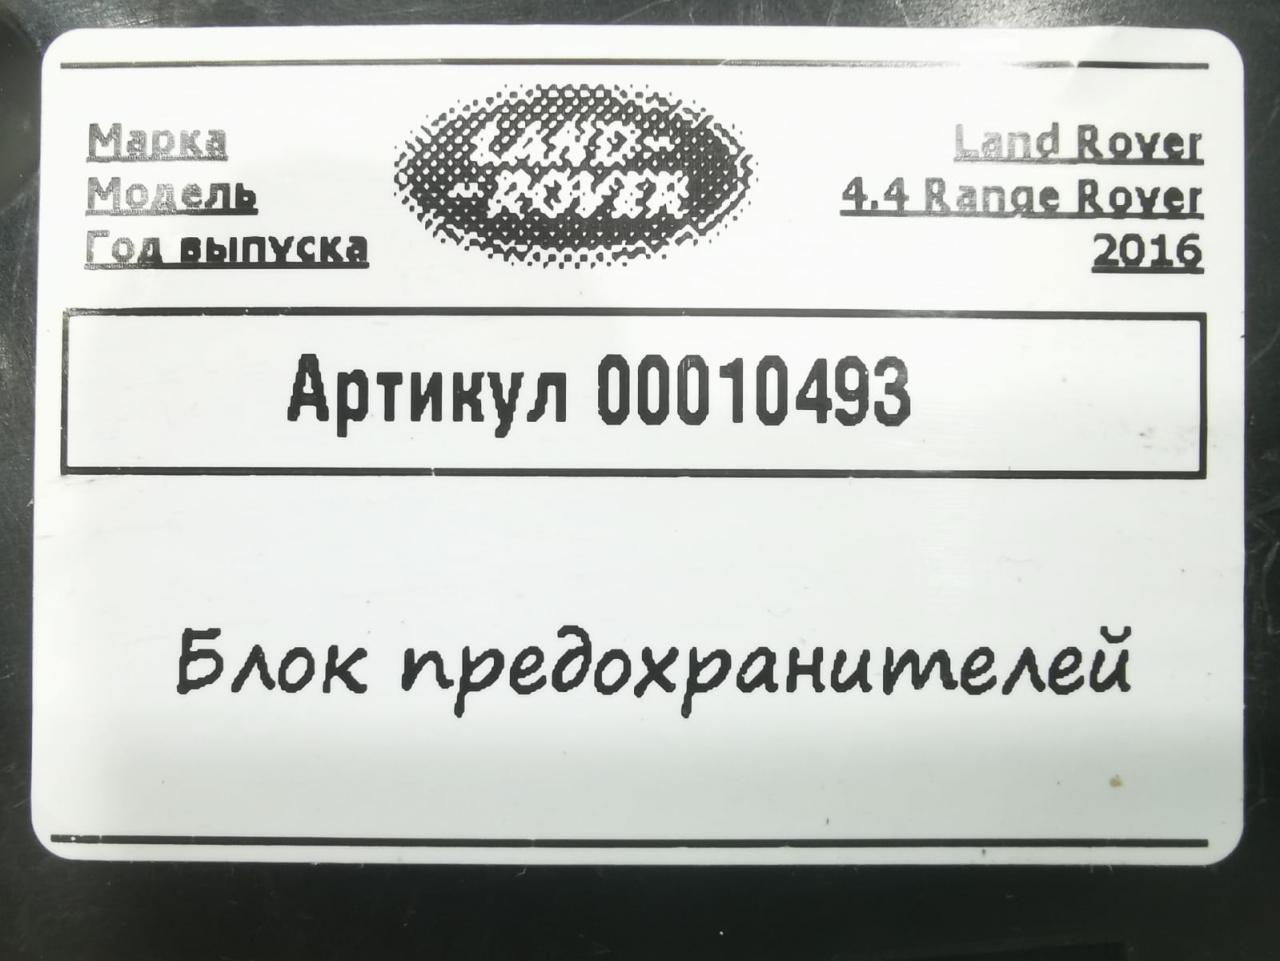 Марка
Модель
Год выпуска
LAND-
-ROVER
Land Rover
4.4 Range Rover
2016
Артикул 00010493
Блок предохранителей